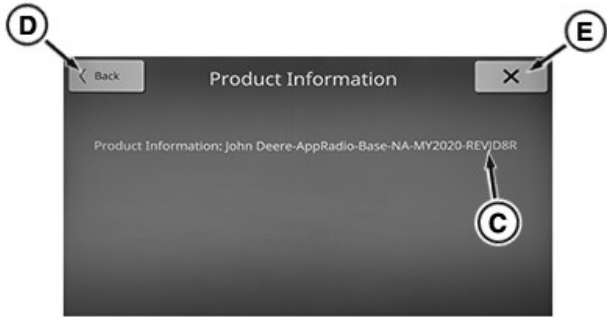 D
E
Back
Product Information
Product Information: John Deere-AppRadio-Base-NA-MY2020-REVJD8R
C